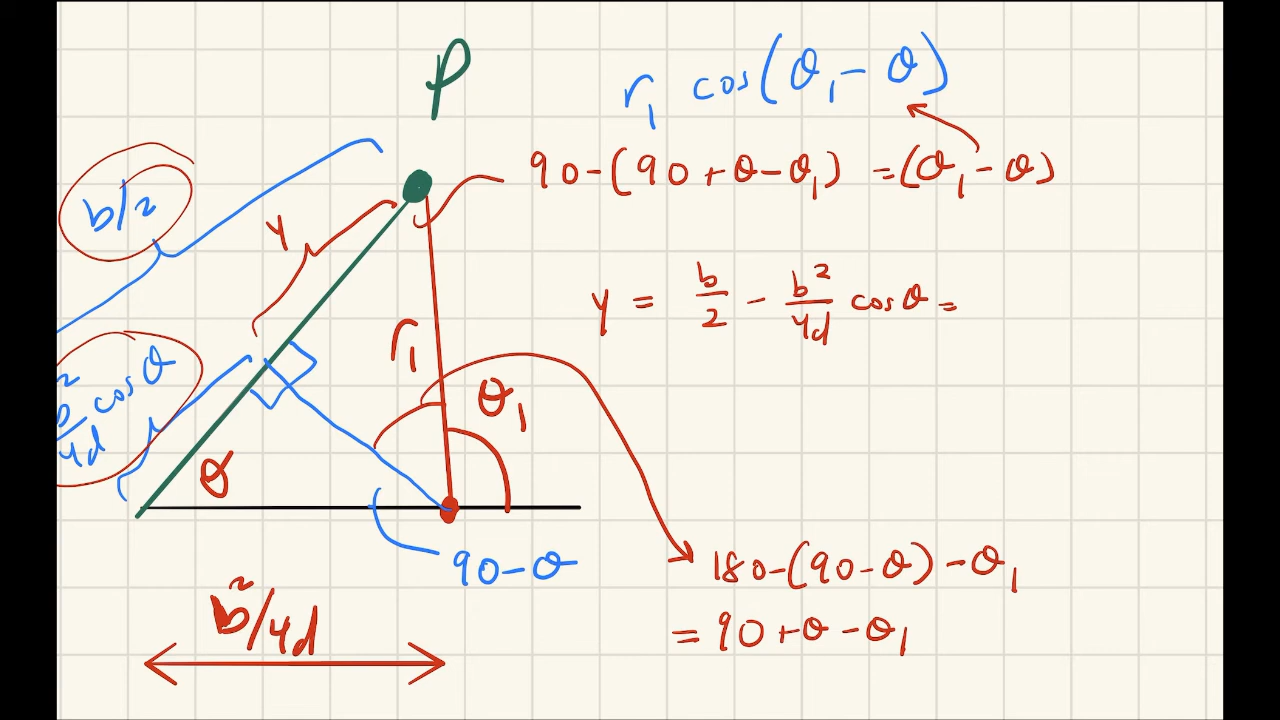 P
r₁ cos(θ₁ - θ)
90 - (90 + θ - θ₁) = (θ₁ - θ)
b/2
y
y = b/2 - b²/4d cosθ =
r₁
θ₁
b²/4d cosθ
θ
90 - θ
180 - (90 - θ) - θ₁
= 90 + θ - θ₁
b²/4d